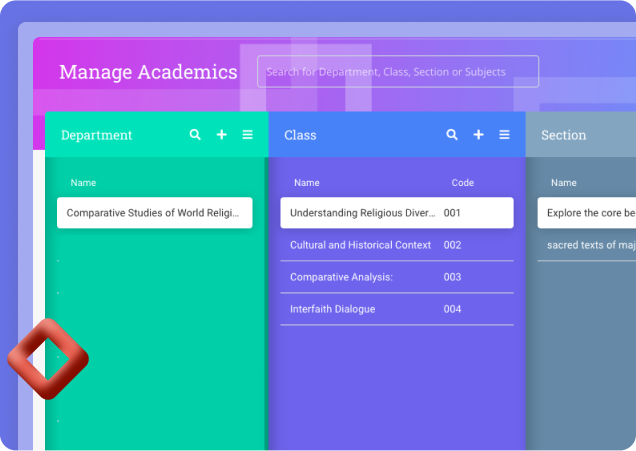 Manage Academics
Search for Department, Class, Section or Subjects
Department
Class
Section
Name
Name Code
Name
Comparative Studies of World Religi...
Understanding Religious Diver... 001
Explore the core be
Cultural and Historical Context 002
sacred texts of maj
Comparative Analysis: 003
Interfaith Dialogue 004